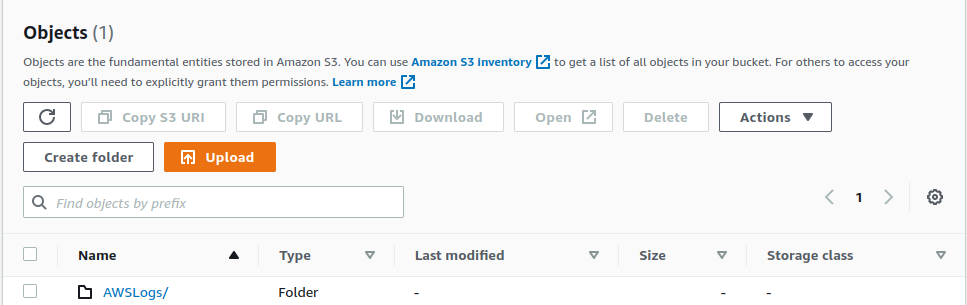 Objects (1)
Objects are the fundamental entities stored in Amazon S3. You can use Amazon S3 inventory to get a list of all objects in your bucket. For others to access your
objects, you'll need to explicitly grant them permissions. Learn more
Copy S3 URI Copy URL Download Open Delete Actions
Create folder Upload
Find objects by prefix 1
Name Type Last modified Size Storage class
AWSLogs/ Folder - - -